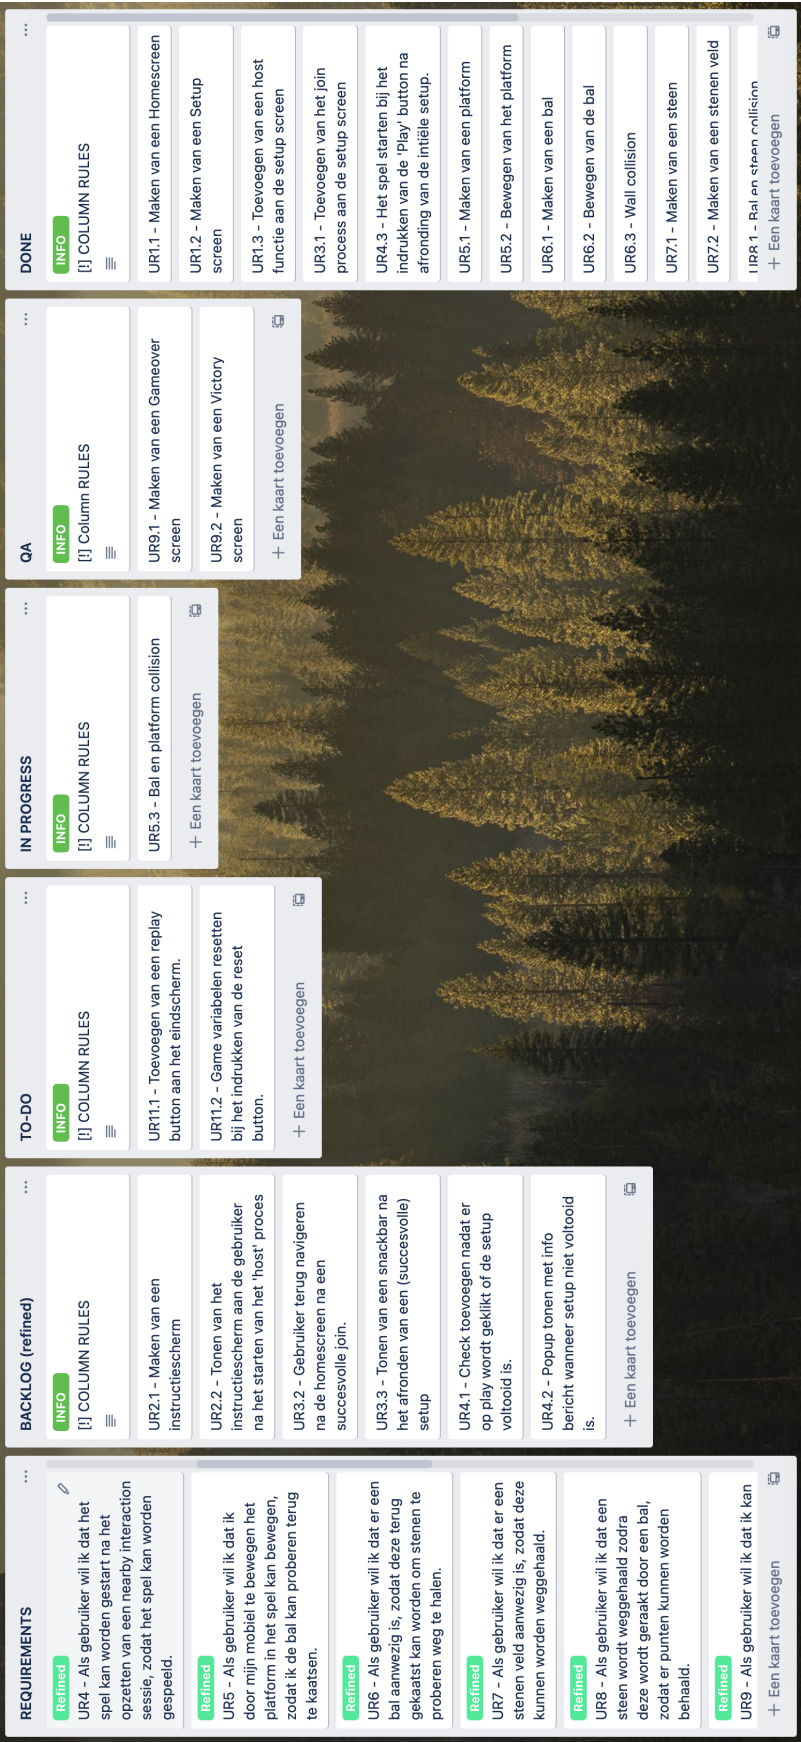 REQUIREMENTS
Refined
UR4 - Als gebruiker wil ik dat het
spel kan worden gestart na het
opzetten van een nearby interaction
sessie, zodat het spel kan worden
gespeeld.
Refined
UR5 - Als gebruiker wil ik dat ik
door mijn mobiel te bewegen het
platform in het spel kan bewegen,
zodat ik de bal kan proberen terug
te kaatsen.
Refined
UR6 - Als gebruiker wil ik dat er een
bal aanwezig is, zodat deze terug
gekaatst kan worden om stenen te
proberen weg te halen.
Refined
UR7 - Als gebruiker wil ik dat er een
stenen veld aanwezig is, zodat deze
kunnen worden weggehaald.
Refined
UR8 - Als gebruiker wil ik dat een
steen wordt weggehaald zodra
deze wordt geraakt door een bal,
zodat er punten kunnen worden
behaald.
Refined
UR9 - Als gebruiker wil ik dat ik kan
+ Een kaart toevoegen
BACKLOG (refined)
INFO
[!] COLUMN RULES
UR2.1 - Maken van een
instructiescherm
UR2.2 - Tonen van het
instructiescherm aan de gebruiker
na het starten van het 'host' proces
UR3.2 - Gebruiker terug navigeren
na de homescreen na een
succesvolle join.
UR3.3 - Tonen van een snackbar na
het afronden van een (succesvolle)
setup
UR4.1 - Check toevoegen nadat er
op play wordt geklikt of de setup
voltooid is.
UR4.2 - Popup tonen met info
bericht wanneer setup niet voltooid
is.
+ Een kaart toevoegen
TO-DO
INFO
[!] COLUMN RULES
UR11.1 - Toevoegen van een replay
button aan het eindscherm.
UR11.2 - Game variabelen resetten
bij het indrukken van de reset
button.
+ Een kaart toevoegen
IN PROGRESS
INFO
[!] COLUMN RULES
UR5.3 - Bal en platform collision
+ Een kaart toevoegen
QA
INFO
[!] Column RULES
UR9.1 - Maken van een Gameover
screen
UR9.2 - Maken van een Victory
screen
+ Een kaart toevoegen
DONE
INFO
[!] COLUMN RULES
UR1.1 - Maken van een Homescreen
UR1.2 - Maken van een Setup
screen
UR1.3 - Toevoegen van een host
functie aan de setup screen
UR3.1 - Toevoegen van het join
process aan de setup screen
UR4.3 - Het spel starten bij het
indrukken van de 'Play' button na
afronding van de intiële setup.
UR5.1 - Maken van een platform
UR5.2 - Bewegen van het platform
UR6.1 - Maken van een bal
UR6.2 - Bewegen van de bal
UR6.3 - Wall collision
UR7.1 - Maken van een steen
UR7.2 - Maken van een stenen veld
UR8.1 - Bal en steen collision
+ Een kaart toevoegen